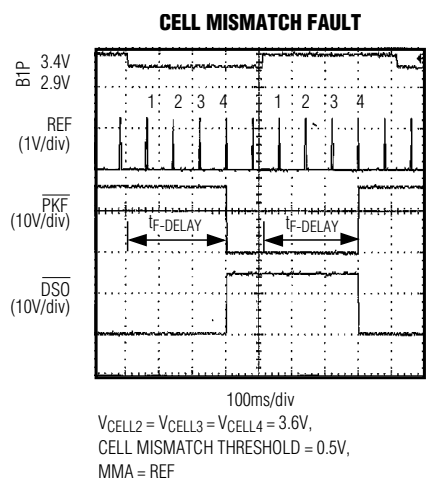 CELL MISMATCH FAULT
B1P
3.4V
2.9V
1 2 3 4 1 2 3 4
REF
(1V/div)
PKF
(10V/div)
tF-DELAY tF-DELAY
DSO
(10V/div)
100ms/div
VCELL2 = VCELL3 = VCELL4 = 3.6V,
CELL MISMATCH THRESHOLD = 0.5V,
MMA = REF